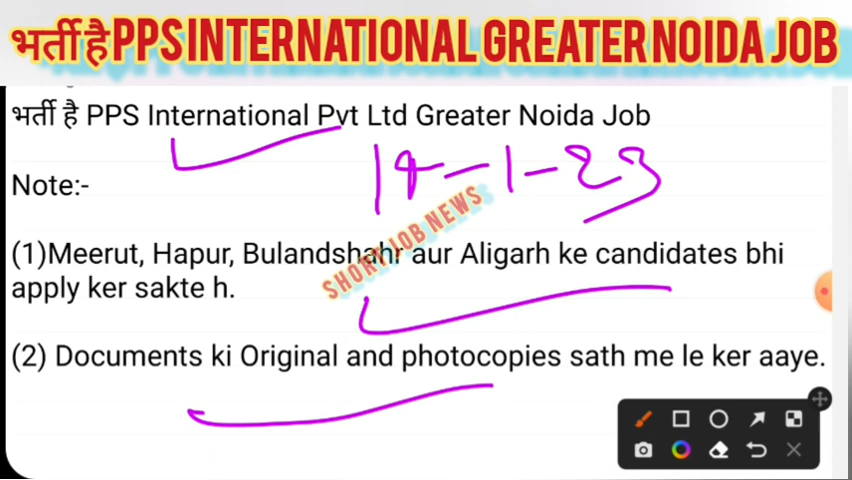 भर्ती है PPS INTERNATIONAL GREATER NOIDA JOB
भर्ती है PPS International Pvt Ltd Greater Noida Job
18-1-23
Note:-
SHORT JOB NEWS
(1)Meerut, Hapur, Bulandshahr aur Aligarh ke candidates bhi
apply ker sakte h.
(2) Documents ki Original and photocopies sath me le ker aaye.